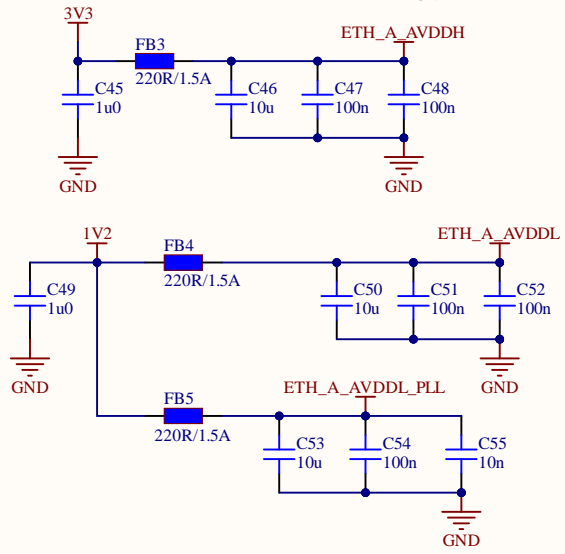 3V3
FB3
220R/1.5A
ETH_A_AVDDH
C45
1u0
C46
10u
C47
100n
C48
100n
GND
GND
1V2
FB4
220R/1.5A
ETH_A_AVDDL
C49
1u0
C50
10u
C51
100n
C52
100n
GND
GND
FB5
220R/1.5A
ETH_A_AVDDL_PLL
C53
10u
C54
100n
C55
10n
GND